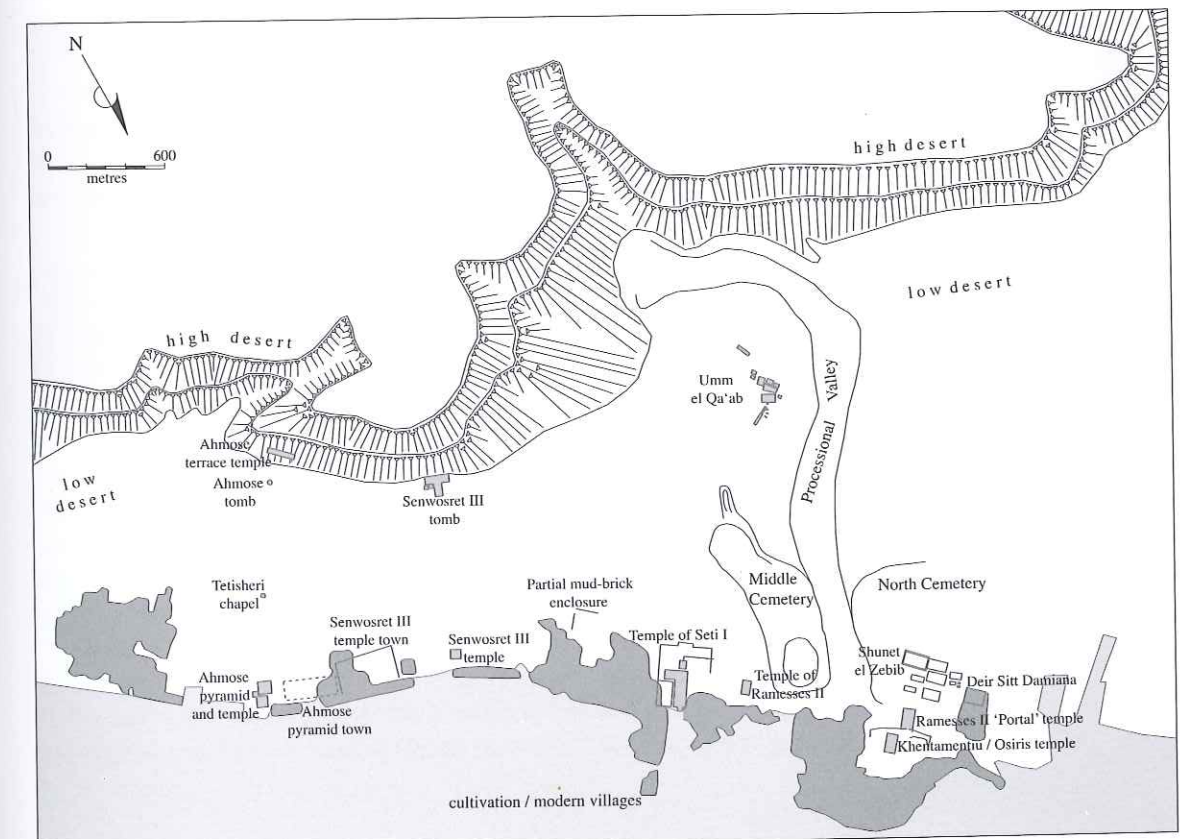 N
0 600
metres
high desert
high desert
low desert
low
desert
Umm
el Qa‘ab
Processional Valley
Ahmose
terrace temple
Ahmose
tomb
Senwosret III
tomb
Middle
Cemetery
North Cemetery
Tetisheri
chapel
Partial mud-brick
enclosure
Senwosret III
temple town
Senwosret III
temple
Temple of Seti I
Temple of
Ramesses II
Shunet
el Zebib
Deir Sitt Damiana
Ahmose
pyramid
and temple
Ahmose
pyramid town
Ramesses II ‘Portal’ temple
Khentamentiu / Osiris temple
cultivation / modern villages